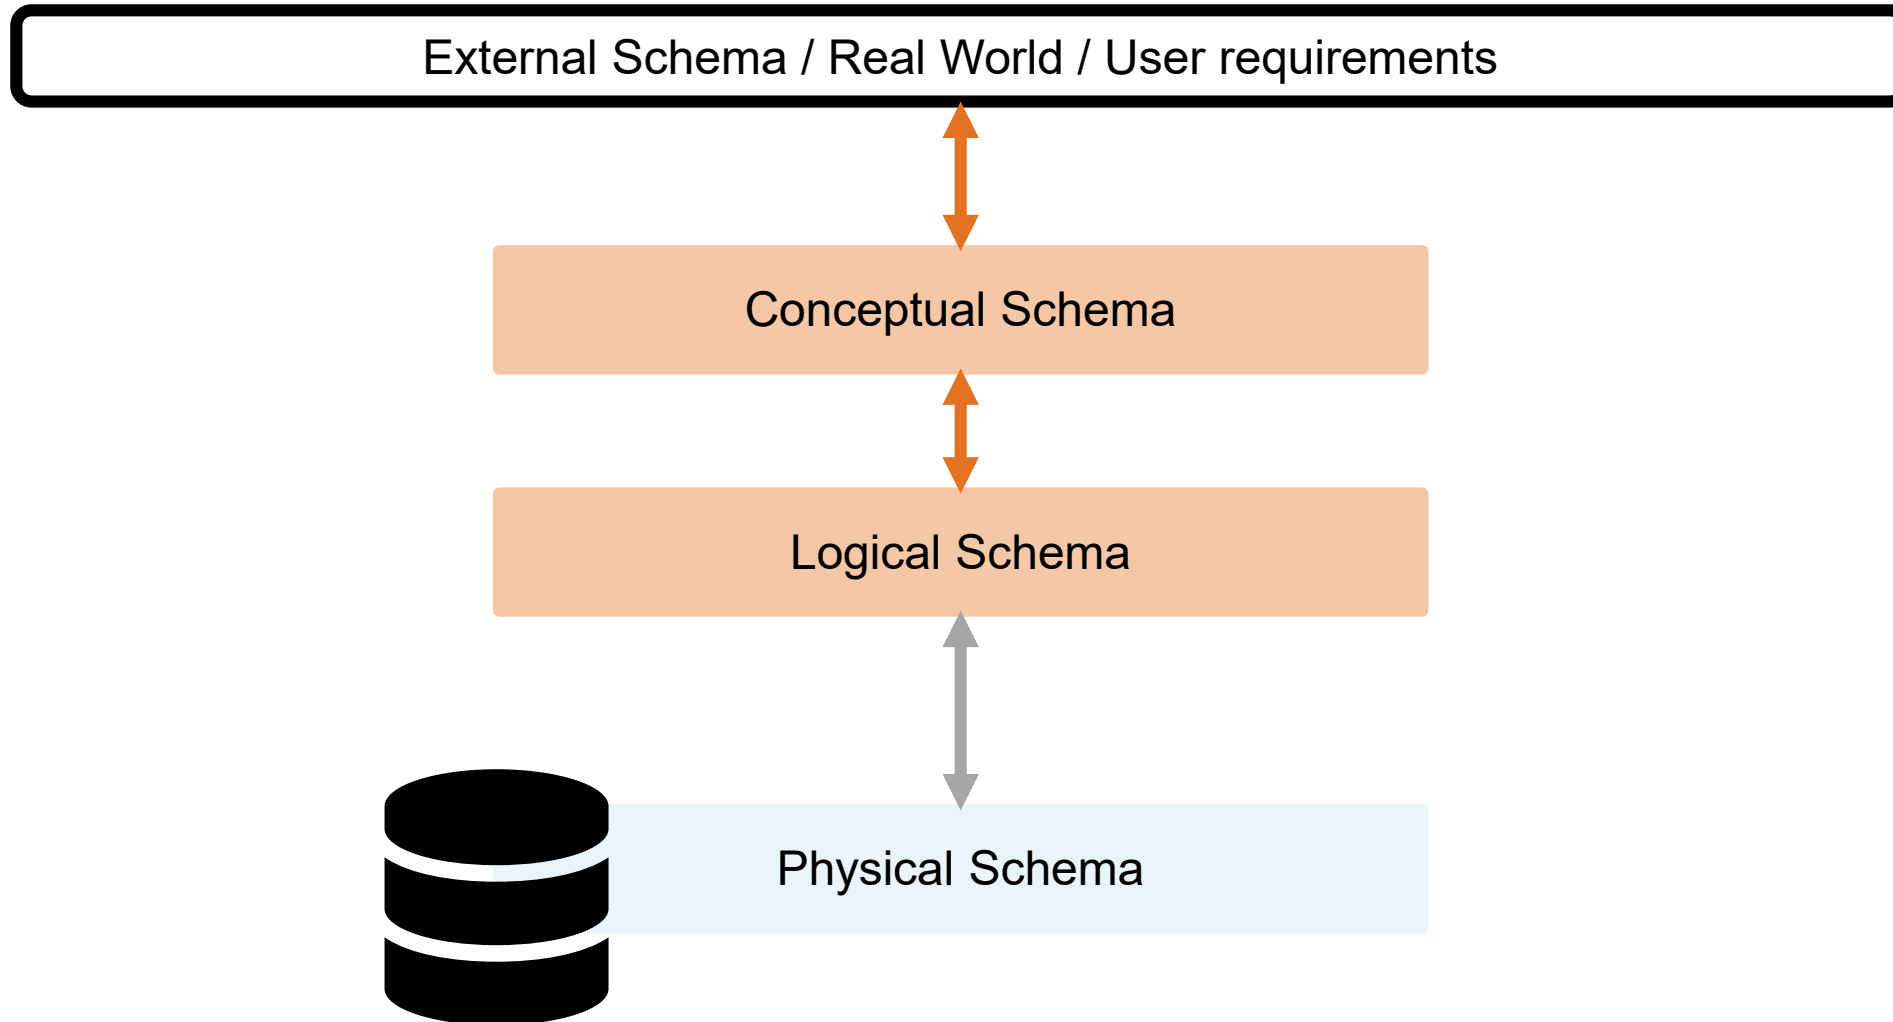 External Schema / Real World / User requirements
Conceptual Schema
Logical Schema
Physical Schema